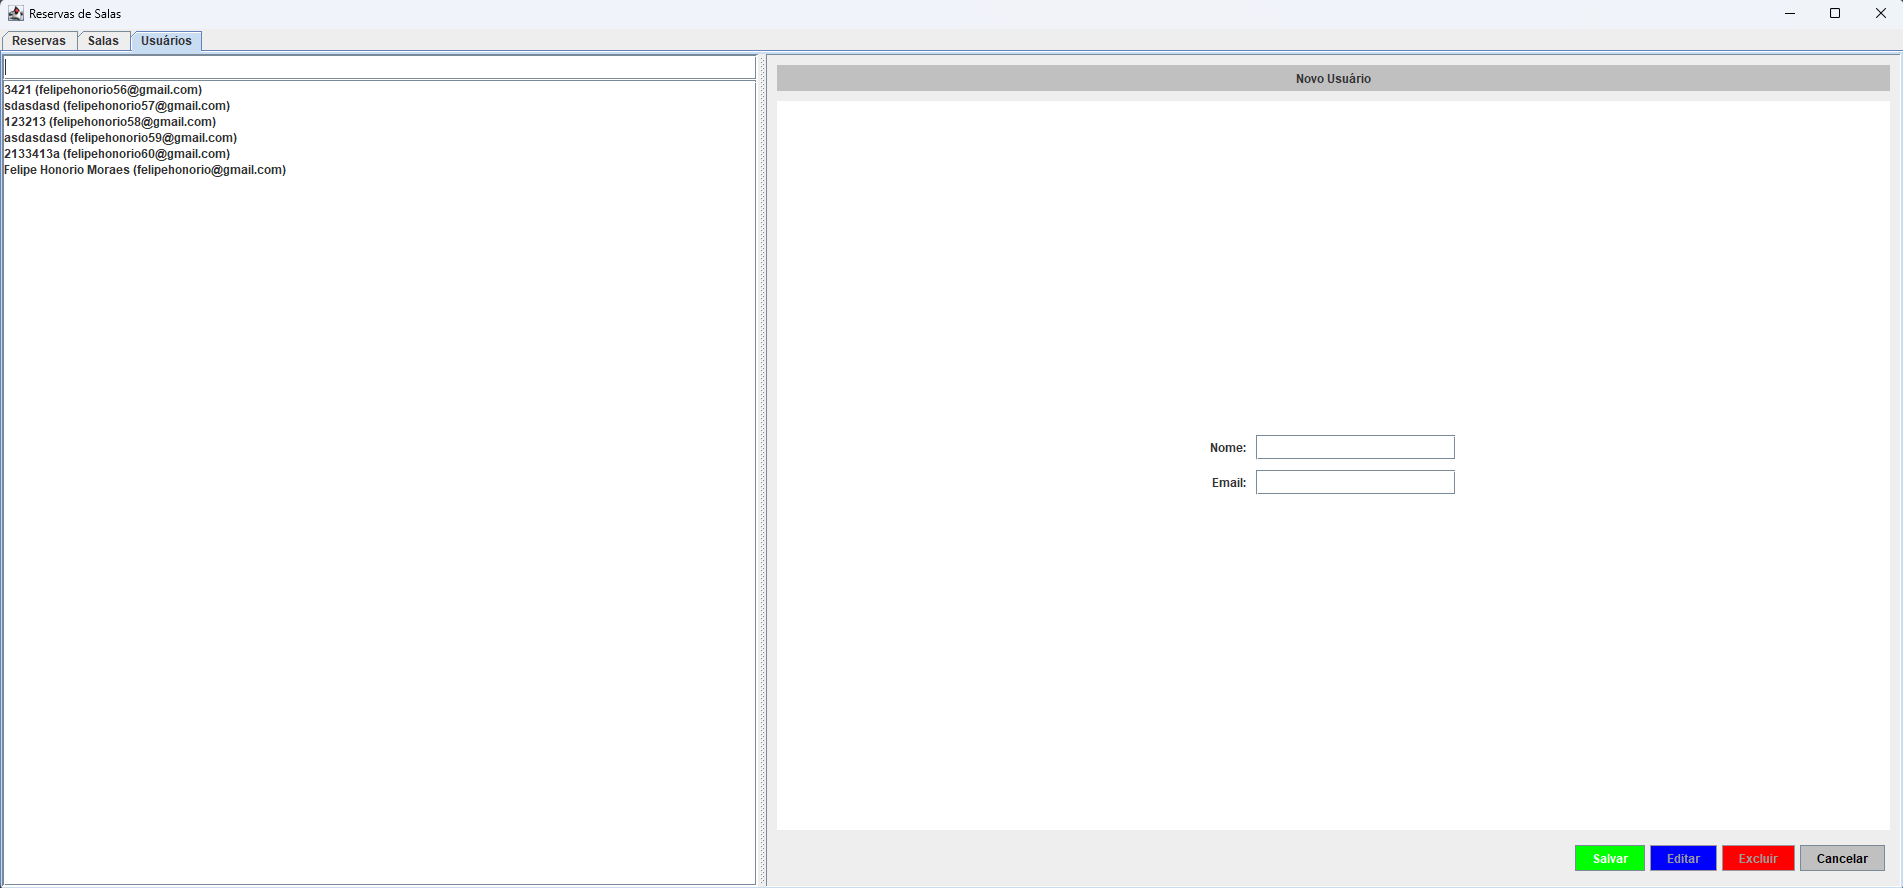 Reservas de Salas
Reservas Salas Usuários
3421 (felipehonorio56@gmail.com)
sdasdasd (felipehonorio57@gmail.com)
123213 (felipehonorio58@gmail.com)
asdasdasd (felipehonorio59@gmail.com)
2133413a (felipehonorio60@gmail.com)
Felipe Honorio Moraes (felipehonorio@gmail.com)
Novo Usuário
Nome:
Email:
Salvar Editar Excluir Cancelar